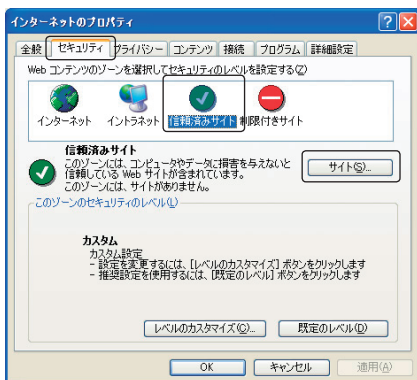 インターネットのプロパティ
全般 セキュリティ プライバシー コンテンツ 接続 プログラム 詳細設定
Web コンテンツのゾーンを選択してセキュリティのレベルを設定する(Z)
インターネット イントラネット 信頼済みサイト 制限付きサイト
信頼済みサイト
このゾーンには、コンピュータやデータに損害を与えないと
信頼している Web サイトが含まれています。
このゾーンには、サイトがありません。
サイト(S)...
このゾーンのセキュリティのレベル(L)
カスタム
カスタム設定
- 設定を変更するには、[レベルのカスタマイズ] ボタンをクリックします
- 推奨設定を使用するには、[既定のレベル] ボタンをクリックします
レベルのカスタマイズ(C)... 既定のレベル(D)
OK キャンセル 適用(A)